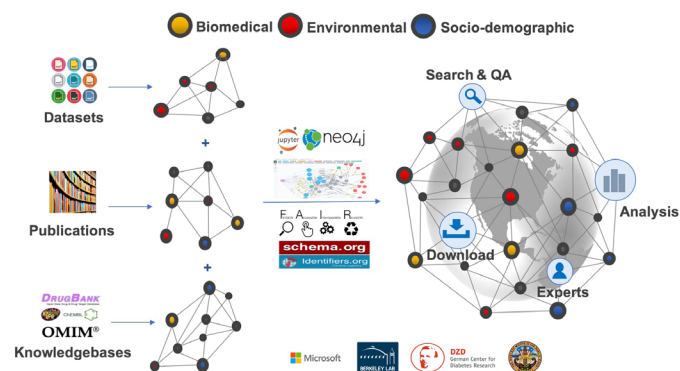 Biomedical
Environmental
Socio-demographic
Datasets
Publications
DRUGBANK
ChEMBL
OMIM®
Knowledgebases
jupyter
neo4j
F A I R
schema.org
Identifiers.org
Search & QA
Analysis
Download
Experts
Microsoft
BERKELEY LAB
DZD
German Center for
Diabetes Research